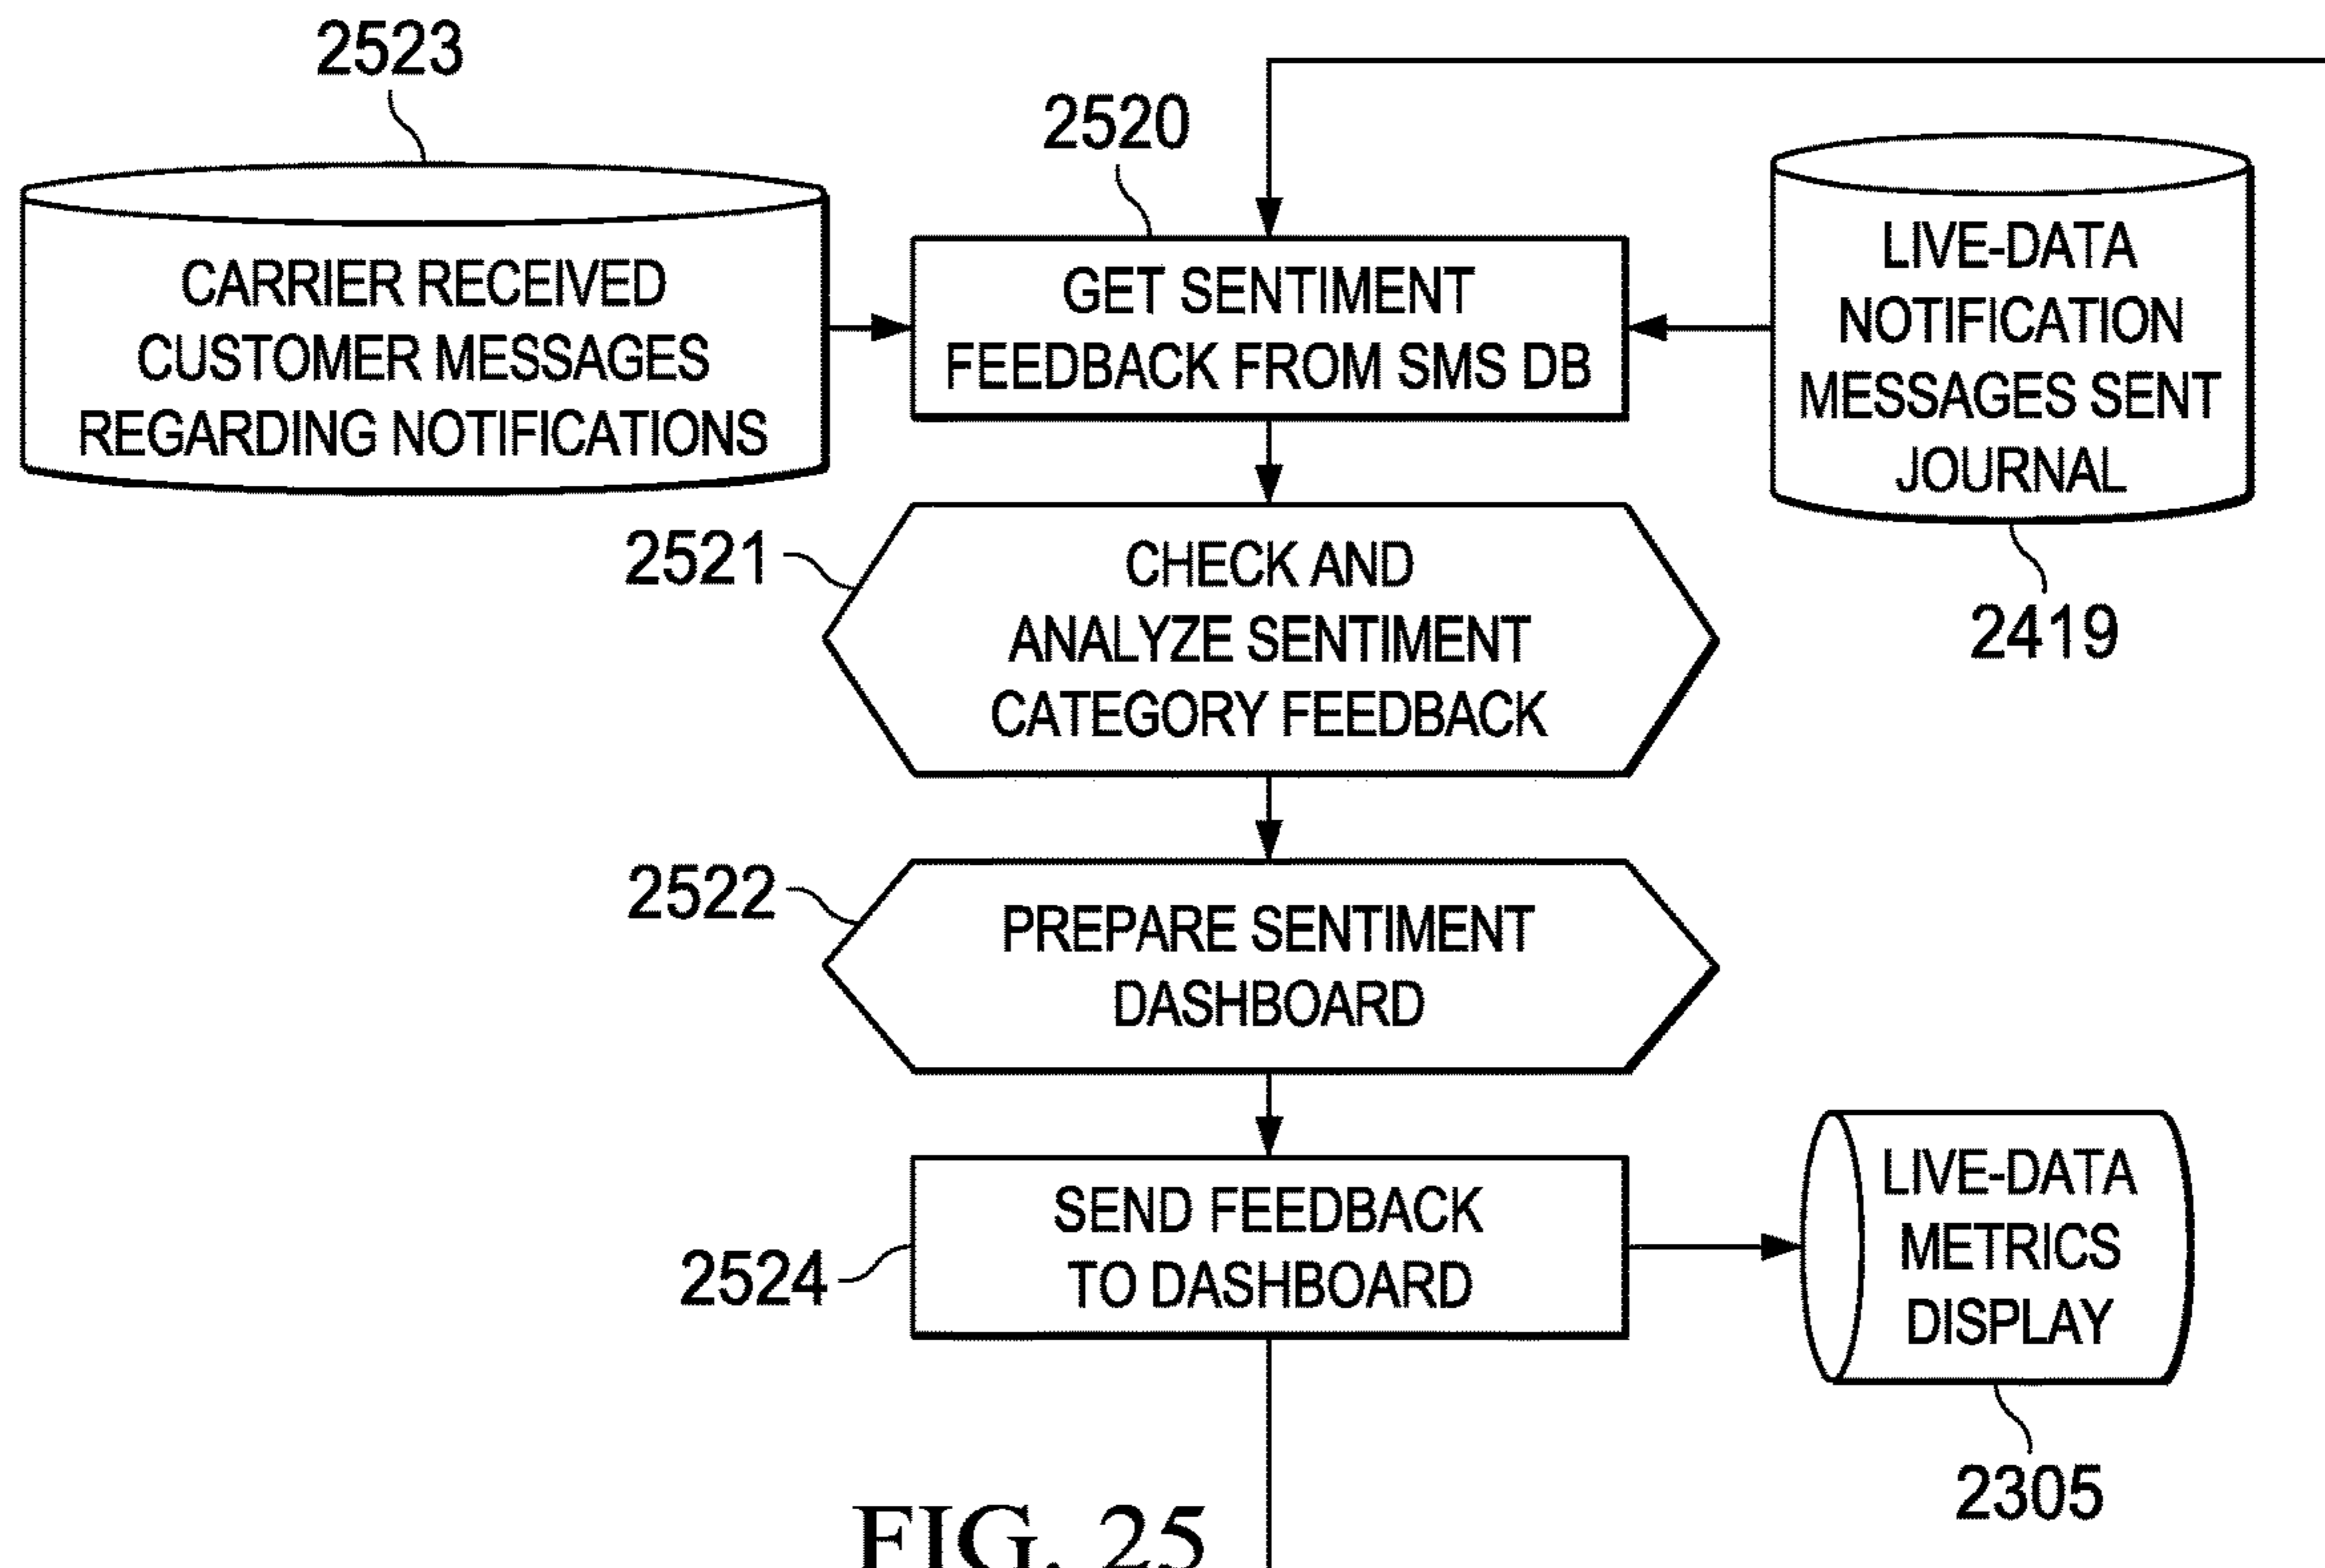 2523
2520
CARRIER RECEIVED
CUSTOMER MESSAGES
REGARDING NOTIFICATIONS
GET SENTIMENT
FEEDBACK FROM SMS DB
LIVE-DATA
NOTIFICATION
MESSAGES SENT
JOURNAL
2419
2521
CHECK AND
ANALYZE SENTIMENT
CATEGORY FEEDBACK
2522
PREPARE SENTIMENT
DASHBOARD
2524
SEND FEEDBACK
TO DASHBOARD
LIVE-DATA
METRICS
DISPLAY
2305
FIG. 25